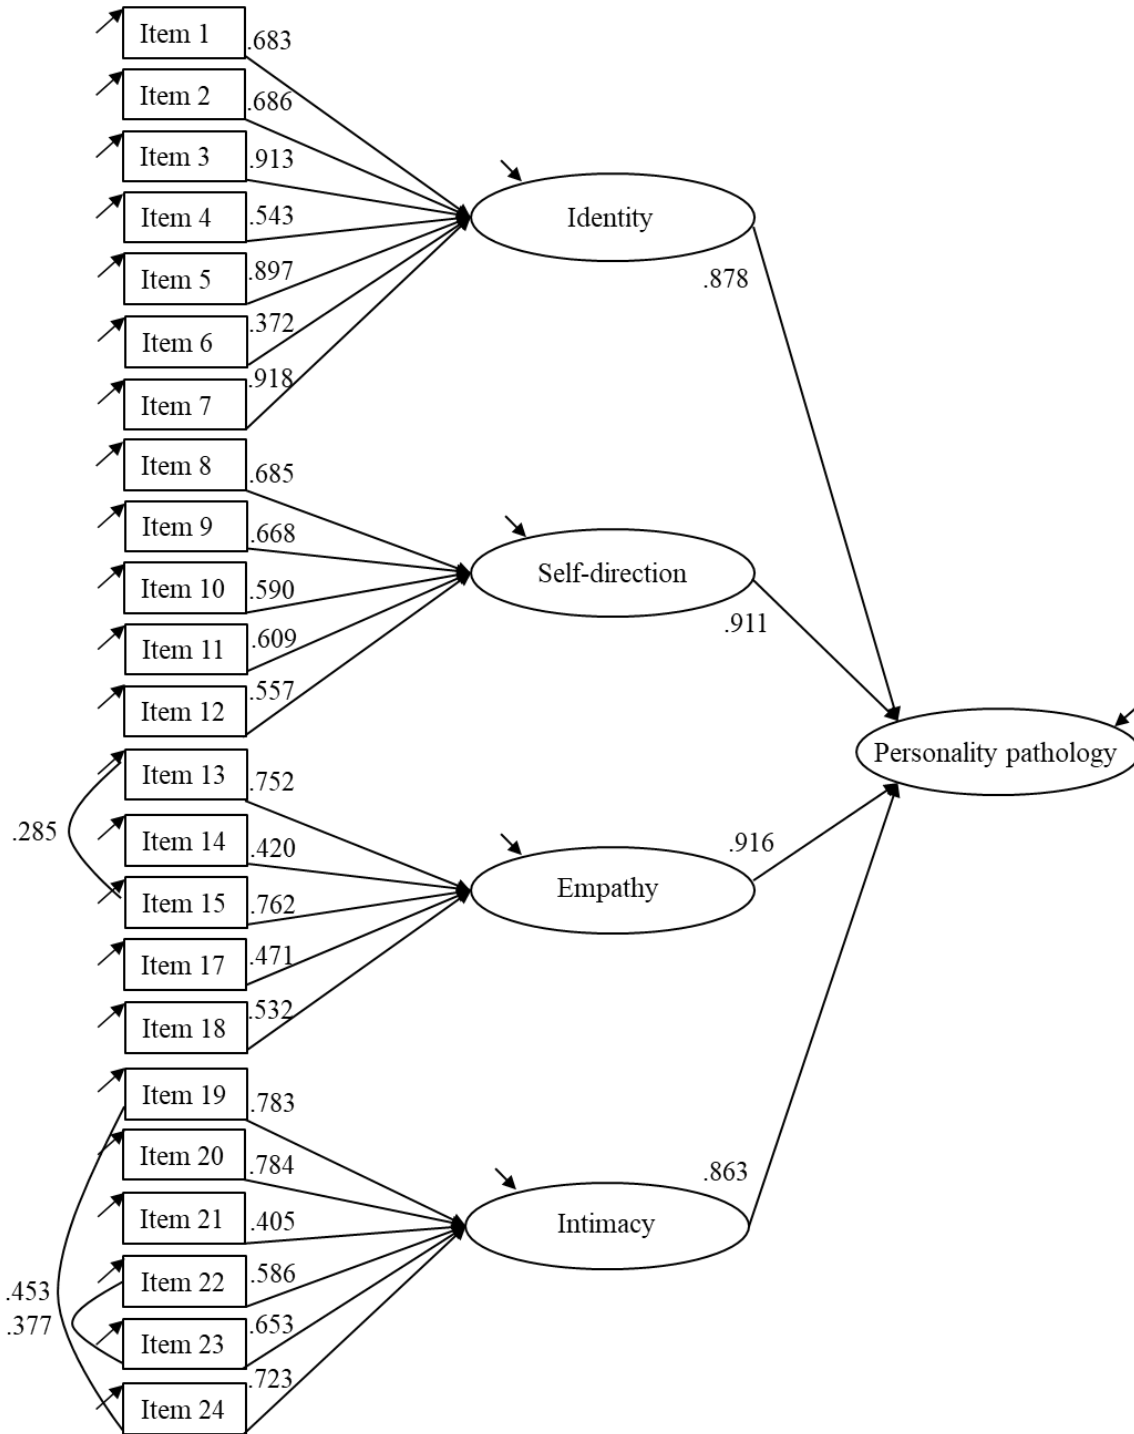 Item 1
.683
Item 2
.686
Item 3
.913
Item 4
.543
Item 5
.897
Item 6
.372
Item 7
.918
Identity
.878
Item 8
.685
Item 9
.668
Item 10
.590
Item 11
.609
Item 12
.557
Self-direction
.911
Personality pathology
Item 13
.752
.285
Item 14
.420
Item 15
.762
Item 17
.471
Item 18
.532
Empathy
.916
Item 19
.783
Item 20
.784
Item 21
.405
Item 22
.586
.453
.377
Item 23
.653
Item 24
.723
Intimacy
.863